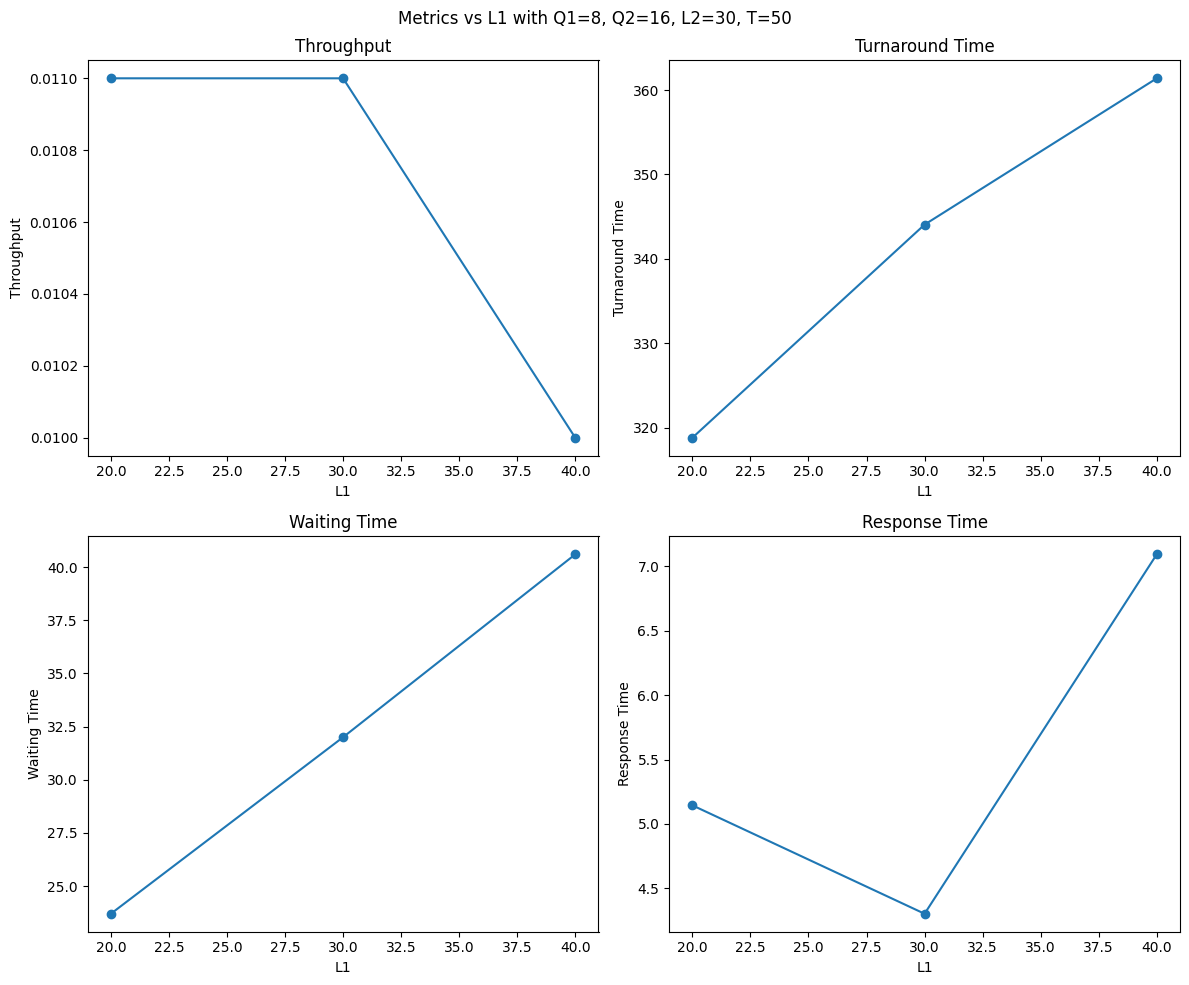 Metrics vs L1 with Q1=8, Q2=16, L2=30, T=50
Throughput
0.0110
0.0108
0.0106
0.0104
0.0102
0.0100
Throughput
20.0 22.5 25.0 27.5 30.0 32.5 35.0 37.5 40.0
L1
Turnaround Time
360
350
340
330
320
Turnaround Time
20.0 22.5 25.0 27.5 30.0 32.5 35.0 37.5 40.0
L1
Waiting Time
40.0
37.5
35.0
32.5
30.0
27.5
25.0
Waiting Time
20.0 22.5 25.0 27.5 30.0 32.5 35.0 37.5 40.0
L1
Response Time
7.0
6.5
6.0
5.5
5.0
4.5
Response Time
20.0 22.5 25.0 27.5 30.0 32.5 35.0 37.5 40.0
L1